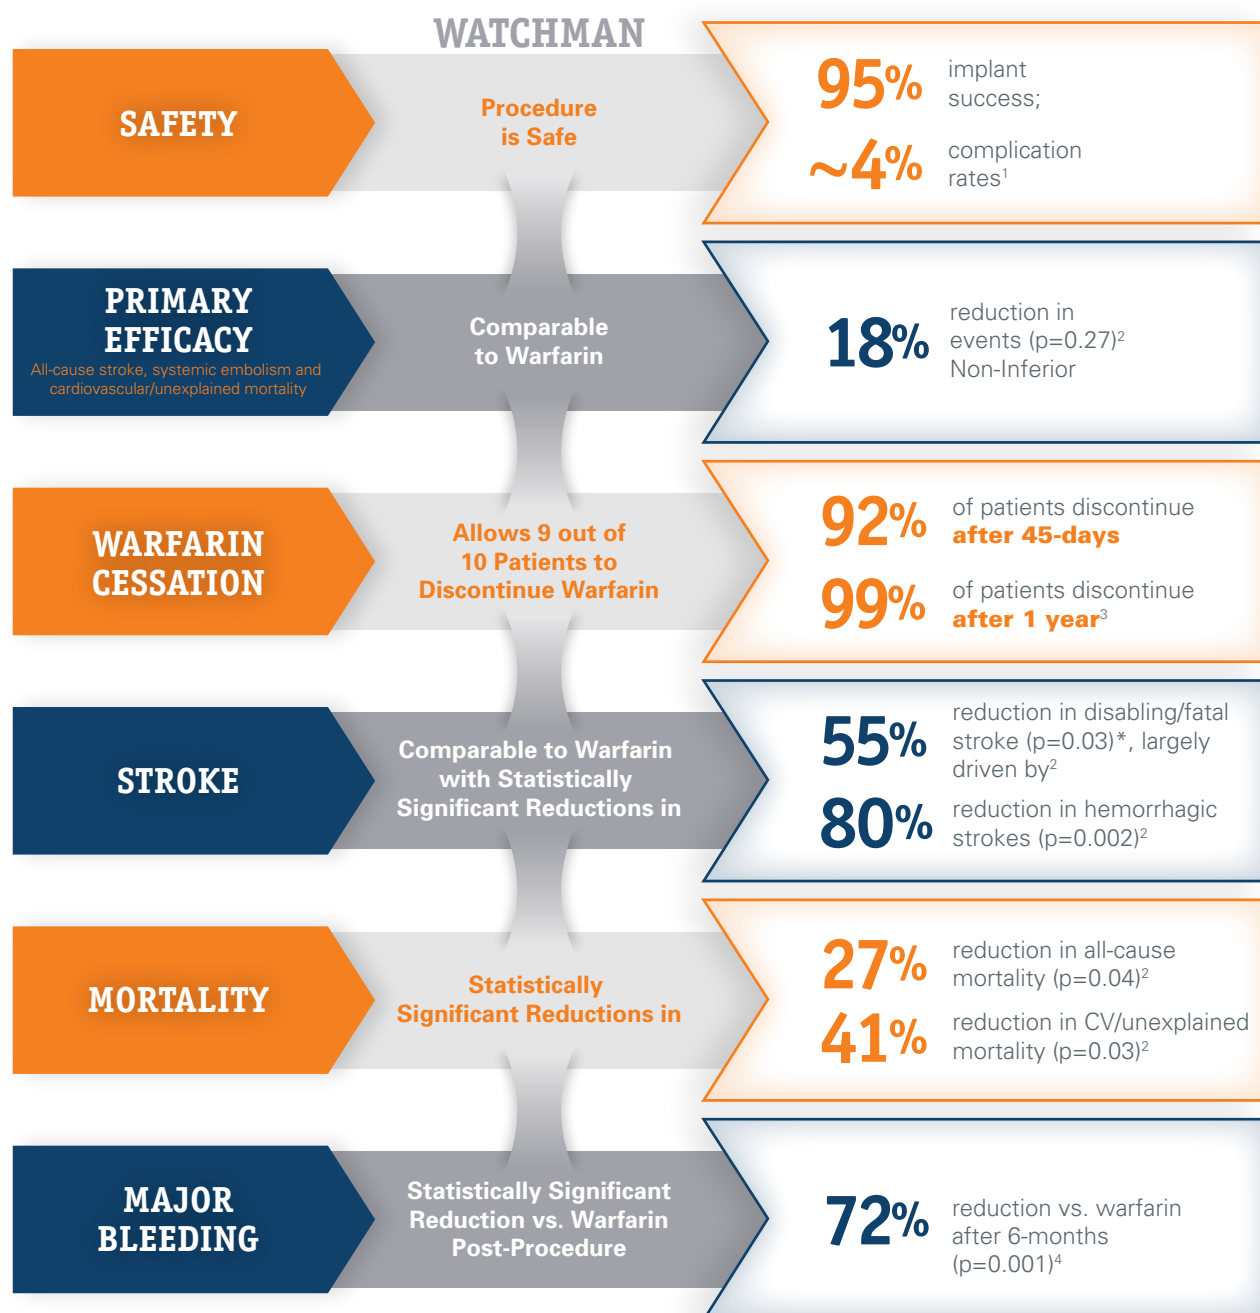 WATCHMAN
SAFETY
Procedure
is Safe
95% implant
success;
~4% complication
rates¹
PRIMARY
EFFICACY
All-cause stroke, systemic embolism and
cardiovascular/unexplained mortality
Comparable
to Warfarin
18% reduction in
events (p=0.27)²
Non-Inferior
WARFARIN
CESSATION
Allows 9 out of
10 Patients to
Discontinue Warfarin
92% of patients discontinue
after 45-days
99% of patients discontinue
after 1 year³
STROKE
Comparable to Warfarin
with Statistically
Significant Reductions in
55% reduction in disabling/fatal
stroke (p=0.03)*, largely
driven by²
80% reduction in hemorrhagic
strokes (p=0.002)²
MORTALITY
Statistically
Significant Reductions in
27% reduction in all-cause
mortality (p=0.04)²
41% reduction in CV/unexplained
mortality (p=0.03)²
MAJOR
BLEEDING
Statistically Significant
Reduction vs. Warfarin
Post-Procedure
72% reduction vs. warfarin
after 6-months
(p=0.001)⁴